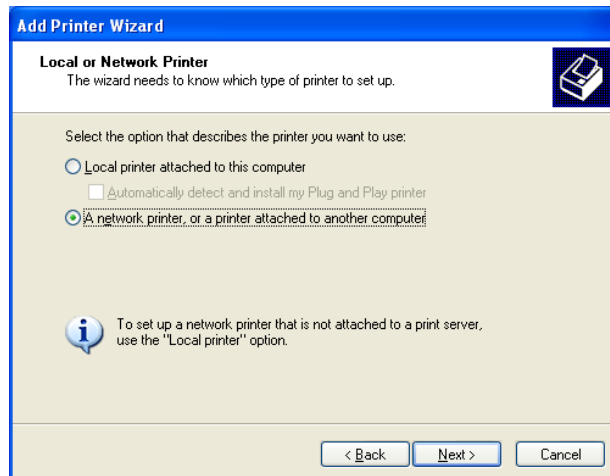 Add Printer Wizard
Local or Network Printer
The wizard needs to know which type of printer to set up.
Select the option that describes the printer you want to use:
Local printer attached to this computer
Automatically detect and install my Plug and Play printer
A network printer, or a printer attached to another computer
To set up a network printer that is not attached to a print server,
use the "Local printer" option.
< Back Next > Cancel